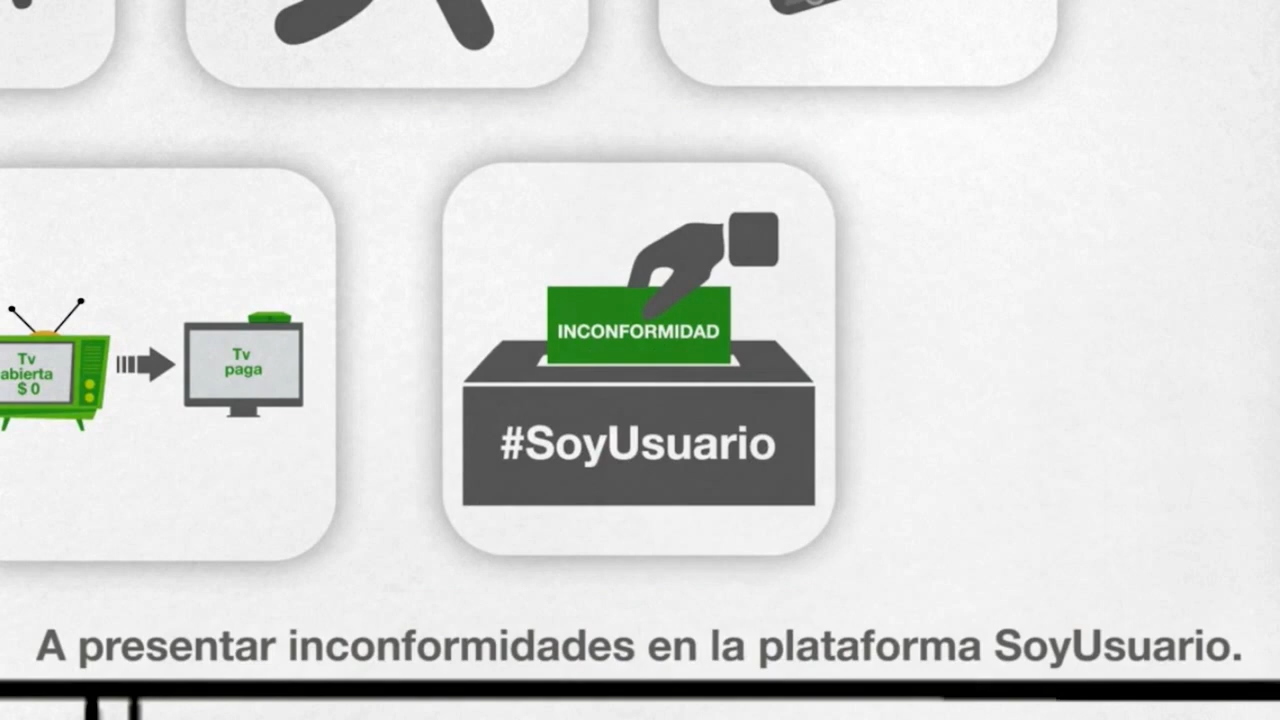 Tv
abierta
$ 0
Tv
paga
INCONFORMIDAD
#SoyUsuario
A presentar inconformidades en la plataforma SoyUsuario.